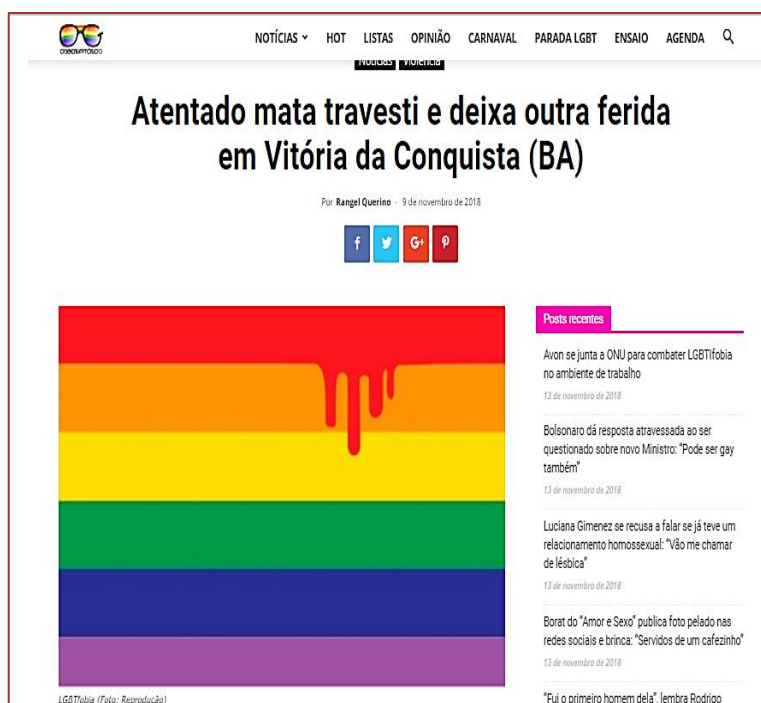 NOTÍCIAS HOT LISTAS OPINIÃO CARNAVAL PARADA LGBT ENSAIO AGENDA
Notícias Violência
Atentado mata travesti e deixa outra ferida
em Vitória da Conquista (BA)
Por Rangel Querino - 9 de novembro de 2018
f G+
Posts recentes
Avon se junta a ONU para combater LGBTIfobia
no ambiente de trabalho
13 de novembro de 2018
Bolsonaro dá resposta atravessada ao ser
questionado sobre novo Ministro: "Pode ser gay
também"
13 de novembro de 2018
Luciana Gimenez se recusa a falar se já teve um
relacionamento homossexual: "Vão me chamar
de lésbica"
13 de novembro de 2018
Borat do "Amor e Sexo" publica foto pelado nas
redes sociais e brinca: "Servidos de um cafezinho"
13 de novembro de 2018
"Fui o primeiro homem dela", lembra Rodrigo
LGBTfobia (Foto: Reprodução)